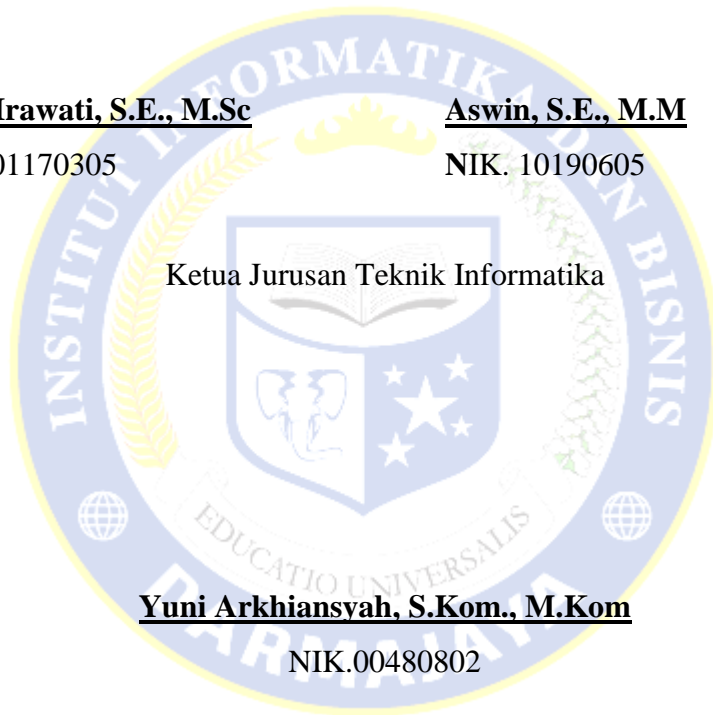 Irawati, S.E., M.Sc Aswin, S.E., M.M
01170305 NIK. 10190605
Ketua Jurusan Teknik Informatika
INSTITUT INFORMATIKA DAN BISNIS
EDUCATIO UNIVERSALIS
DARMAJAYA
Yuni Arkhiansyah, S.Kom., M.Kom
NIK.00480802